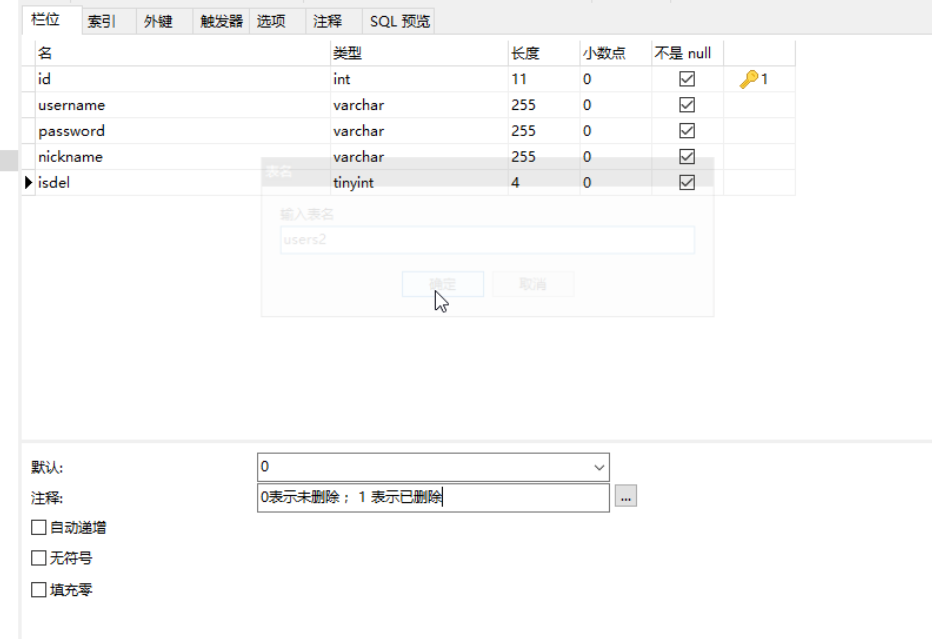 栏位 索引 外键 触发器 选项 注释 SQL 预览
名 类型 长度 小数点 不是 null
id int 11 0 1
username varchar 255 0
password varchar 255 0
nickname varchar 255 0
isdel tinyint 4 0
表名
输入表名
users2
确定 取消
默认: 0
注释: 0表示未删除; 1 表示已删除 ...
自动递增
无符号
填充零